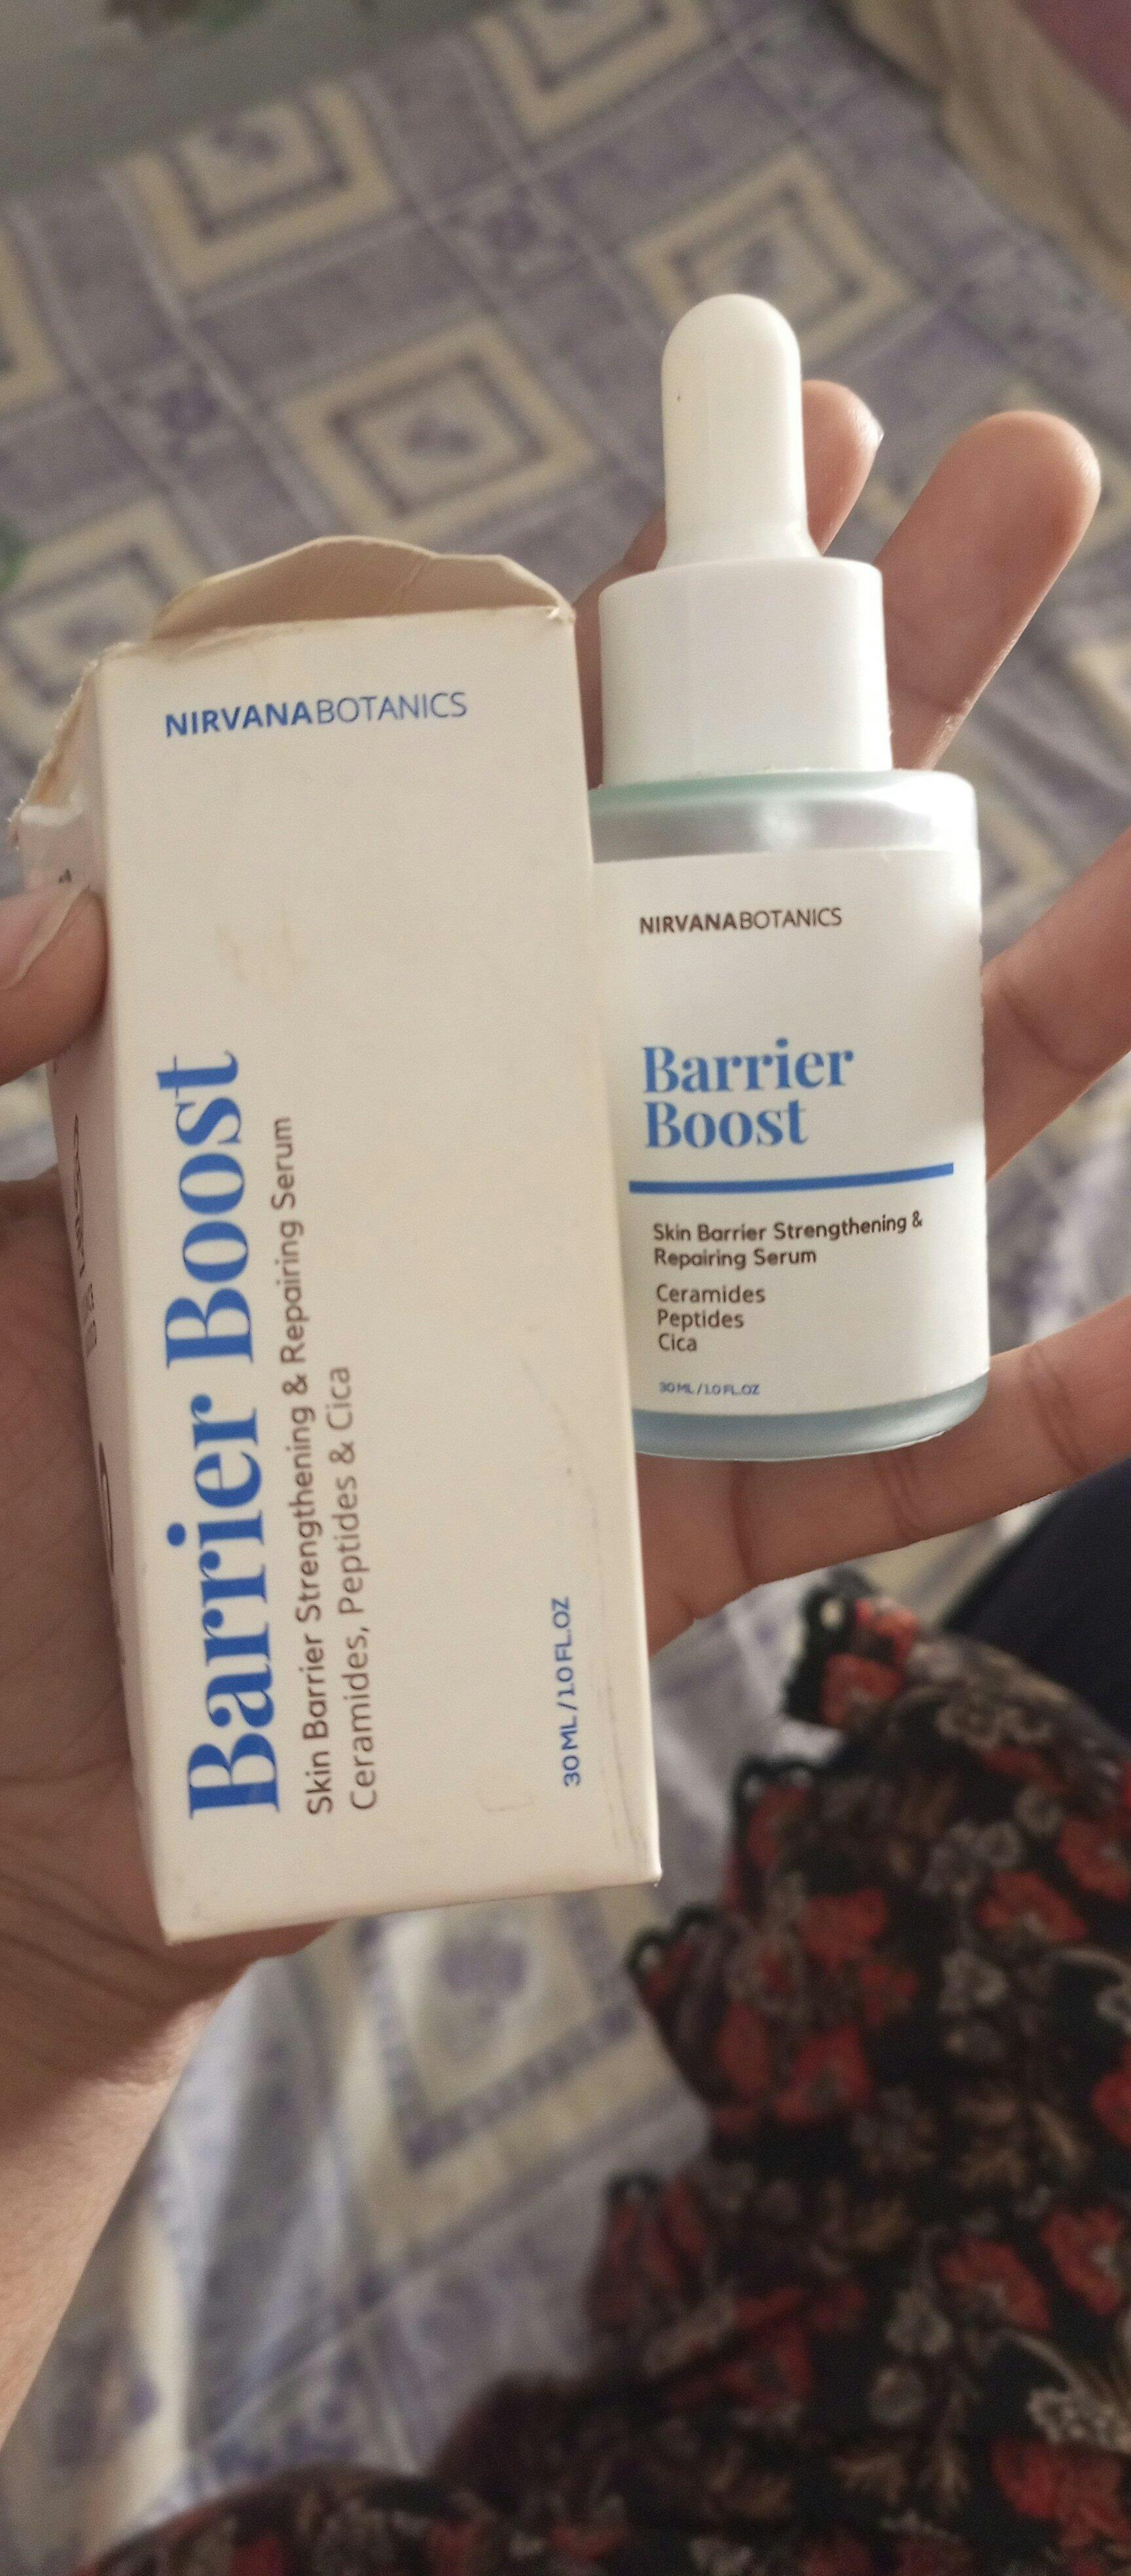 NIRVANABOTANICS
Barrier Boost
Skin Barrier Strengthening & Repairing Serum
Ceramides, Peptides & Cica
30 ML / 1.0 FL.OZ
NIRVANABOTANICS
Barrier
Boost
Skin Barrier Strengthening &
Repairing Serum
Ceramides
Peptides
Cica
30 ML / 1.0 FL.OZ